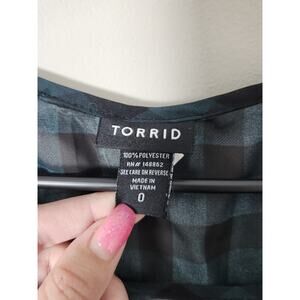 TORRID
100% POLYESTER
RN# 148862
SEE CARE ON REVERSE
MADE IN
VIETNAM
0